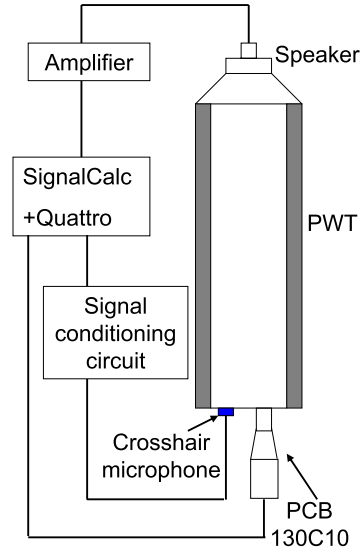 Speaker
Amplifier
SignalCalc
+Quattro
PWT
Signal
conditioning
circuit
Crosshair
microphone
PCB
130C10